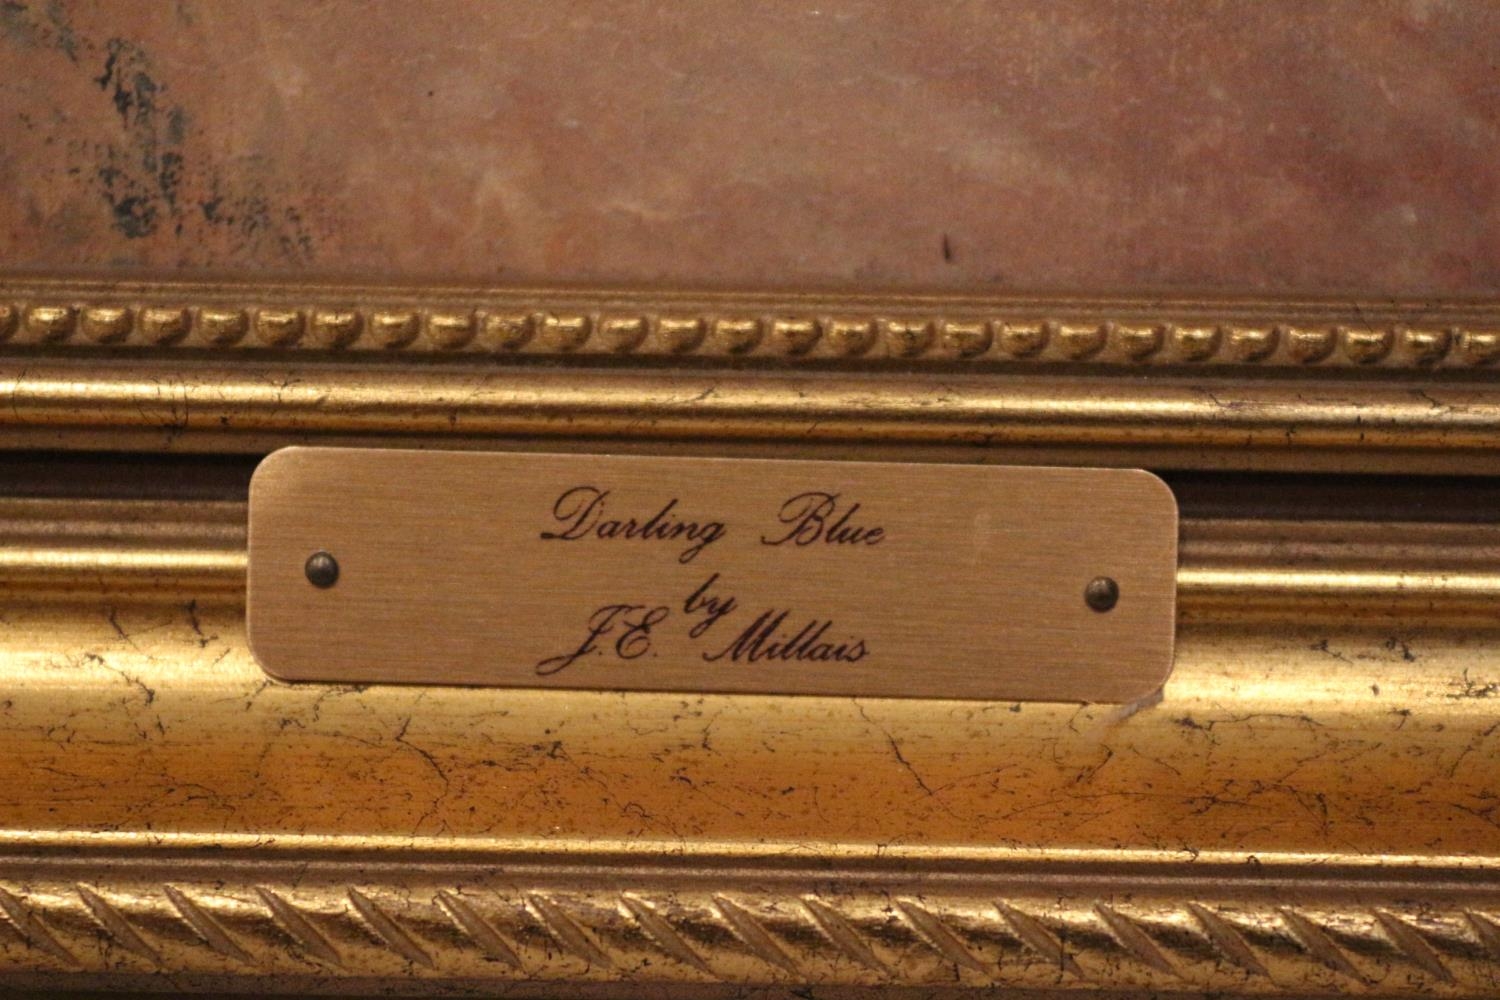 Darling Blue
by
J.E. Millais